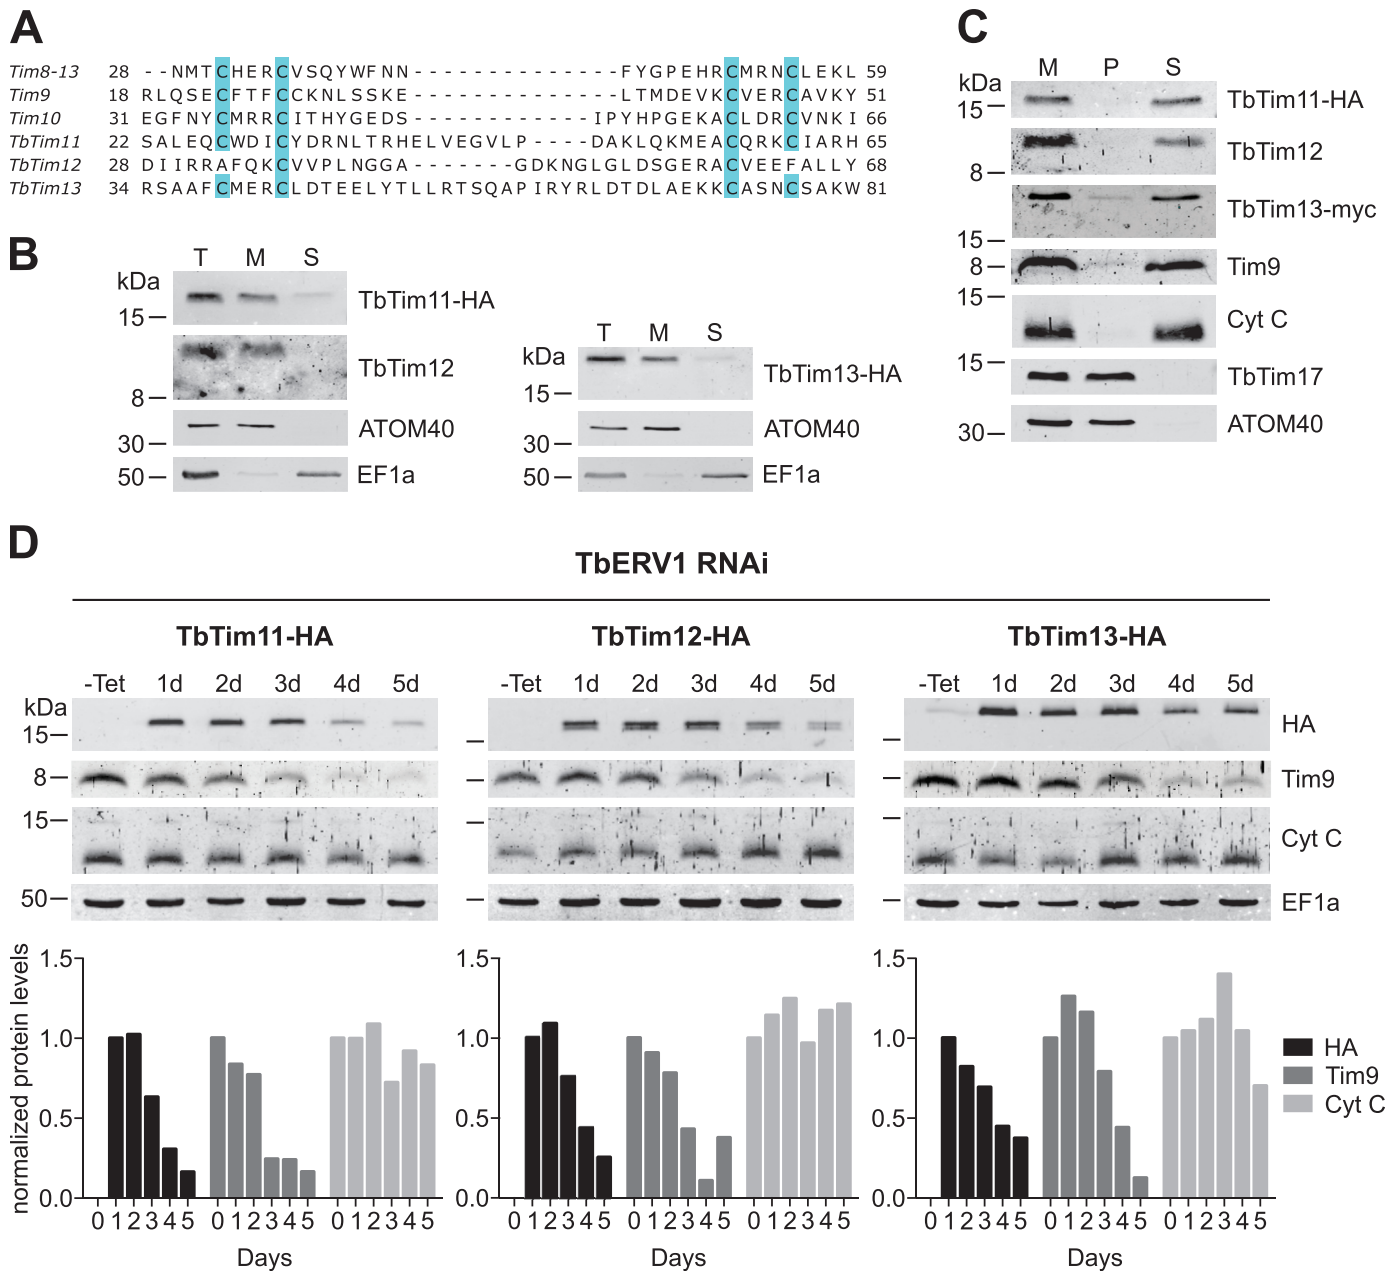 A
Tim8-13 28 --NMTCHERCVSQYWFNN--------------FYGPEHRCMRNCLEKL 59
Tim9 18 RLQSECFTFCCKNLSSKE--------------LTMDEVKCVERCAVKY 51
Tim10 31 EGFNYCMRRCITHYGEDS------------IPYHPGEKACLDRCVNKI 66
TbTim11 22 SALEQCWDICYDRNLTRHELVEGVLP----DAKLQKMEACQRKCIARH 65
TbTim12 28 DIIRRAFQKCVVPLNGGA-------GDKNGLGLDSGERACVEEFALLY 68
TbTim13 34 RSAAFCMERCLDTEELYTLLRTSQAPIRYRLDTDLAEKKCASNCSAKW 81
B
T M S
kDa
15
TbTim11-HA
TbTim12
8
ATOM40
30
50
EF1a
T M S
kDa
15
TbTim13-HA
ATOM40
30
50
EF1a
C
M P S
kDa
15
TbTim11-HA
TbTim12
8
TbTim13-myc
15
8
Tim9
15
Cyt C
15
TbTim17
ATOM40
30
D
TbERV1 RNAi
TbTim11-HA TbTim12-HA TbTim13-HA
-Tet 1d 2d 3d 4d 5d -Tet 1d 2d 3d 4d 5d -Tet 1d 2d 3d 4d 5d
kDa
15
HA
8
Tim9
15
Cyt C
50
EF1a
normalized protein levels
1.5 1.5 1.5
1.0 1.0 1.0
0.5 0.5 0.5
0.0 0.0 0.0
0 1 2 3 4 5 0 1 2 3 4 5 0 1 2 3 4 5 0 1 2 3 4 5 0 1 2 3 4 5 0 1 2 3 4 5 0 1 2 3 4 5 0 1 2 3 4 5 0 1 2 3 4 5
Days Days Days
HA
Tim9
Cyt C